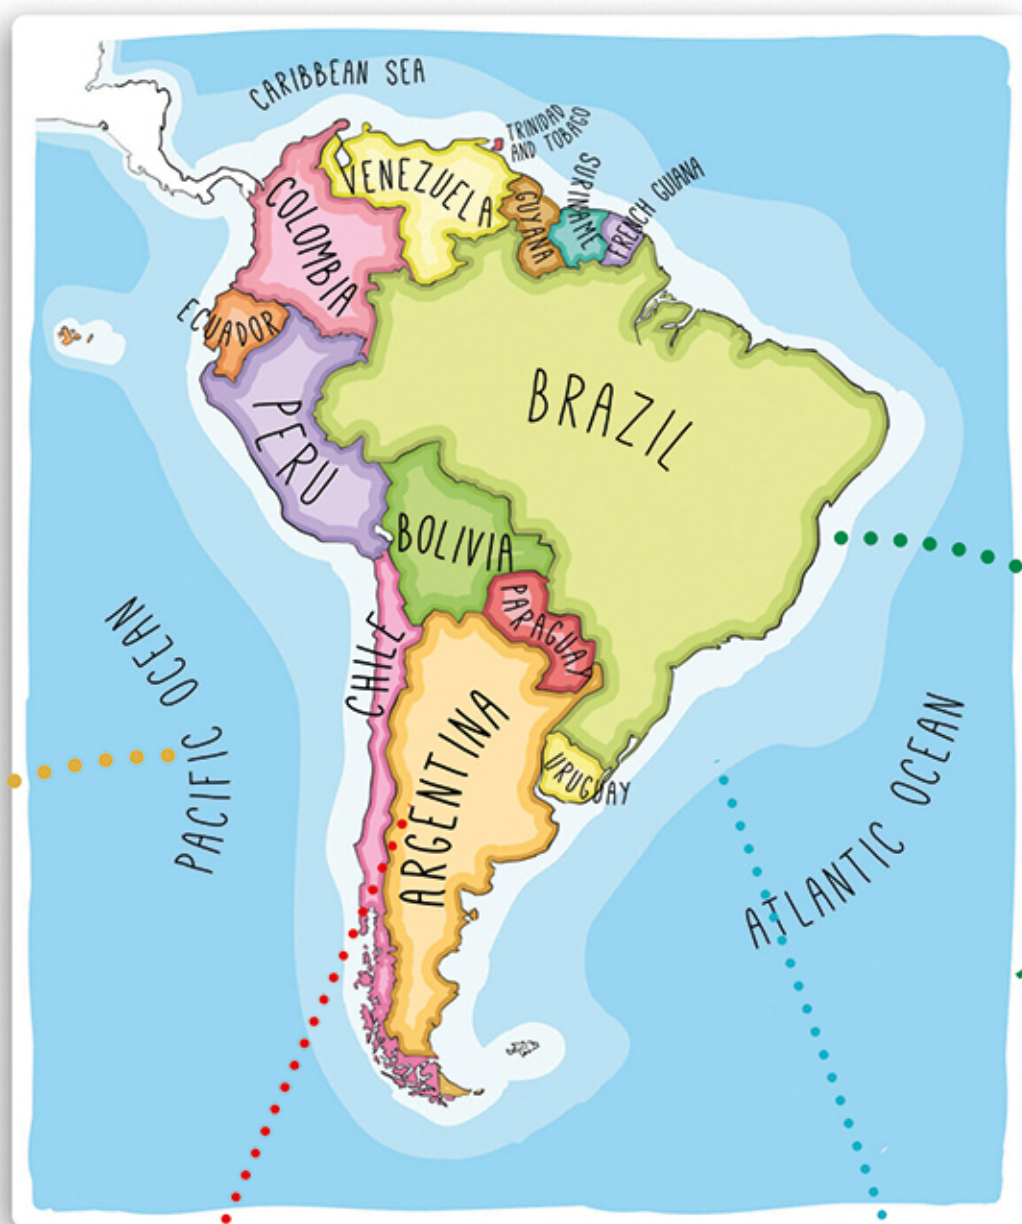 CARIBBEAN SEA
TRINIDAD
AND TOBAGO
VENEZUELA
COLOMBIA
GUYANA
SURINAME
FRENCH GUIANA
ECUADOR
BRAZIL
PERU
BOLIVIA
PARAGUAY
CHILE
PACIFIC OCEAN
ARGENTINA
URUGUAY
ATLANTIC OCEAN